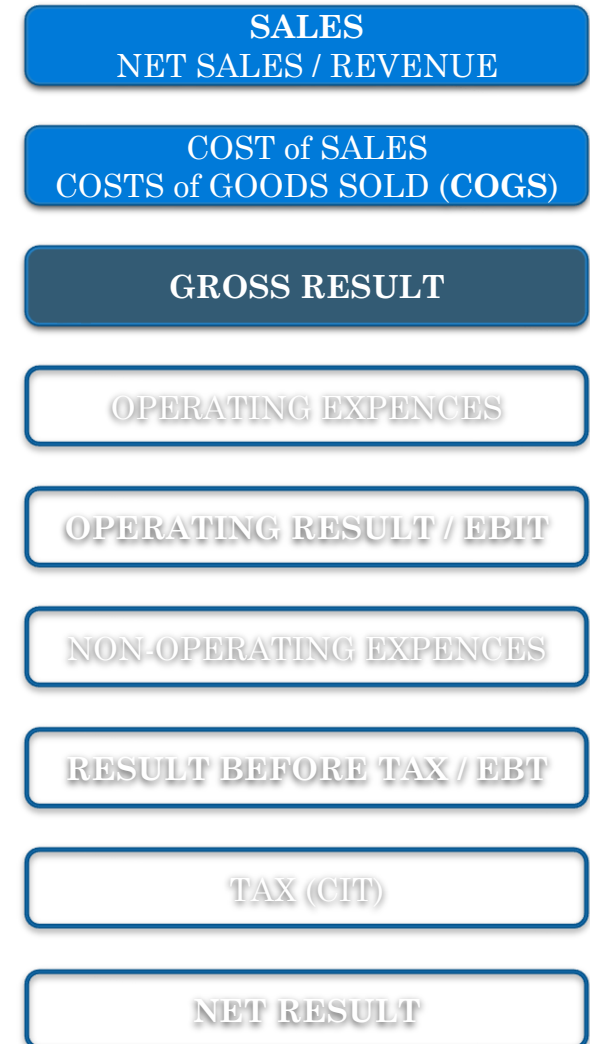 SALES
NET SALES / REVENUE
COST of SALES
COSTS of GOODS SOLD (COGS)
GROSS RESULT
OPERATING EXPENCES
OPERATING RESULT / EBIT
NON-OPERATING EXPENCES
RESULT BEFORE TAX / EBT
TAX (CIT)
NET RESULT